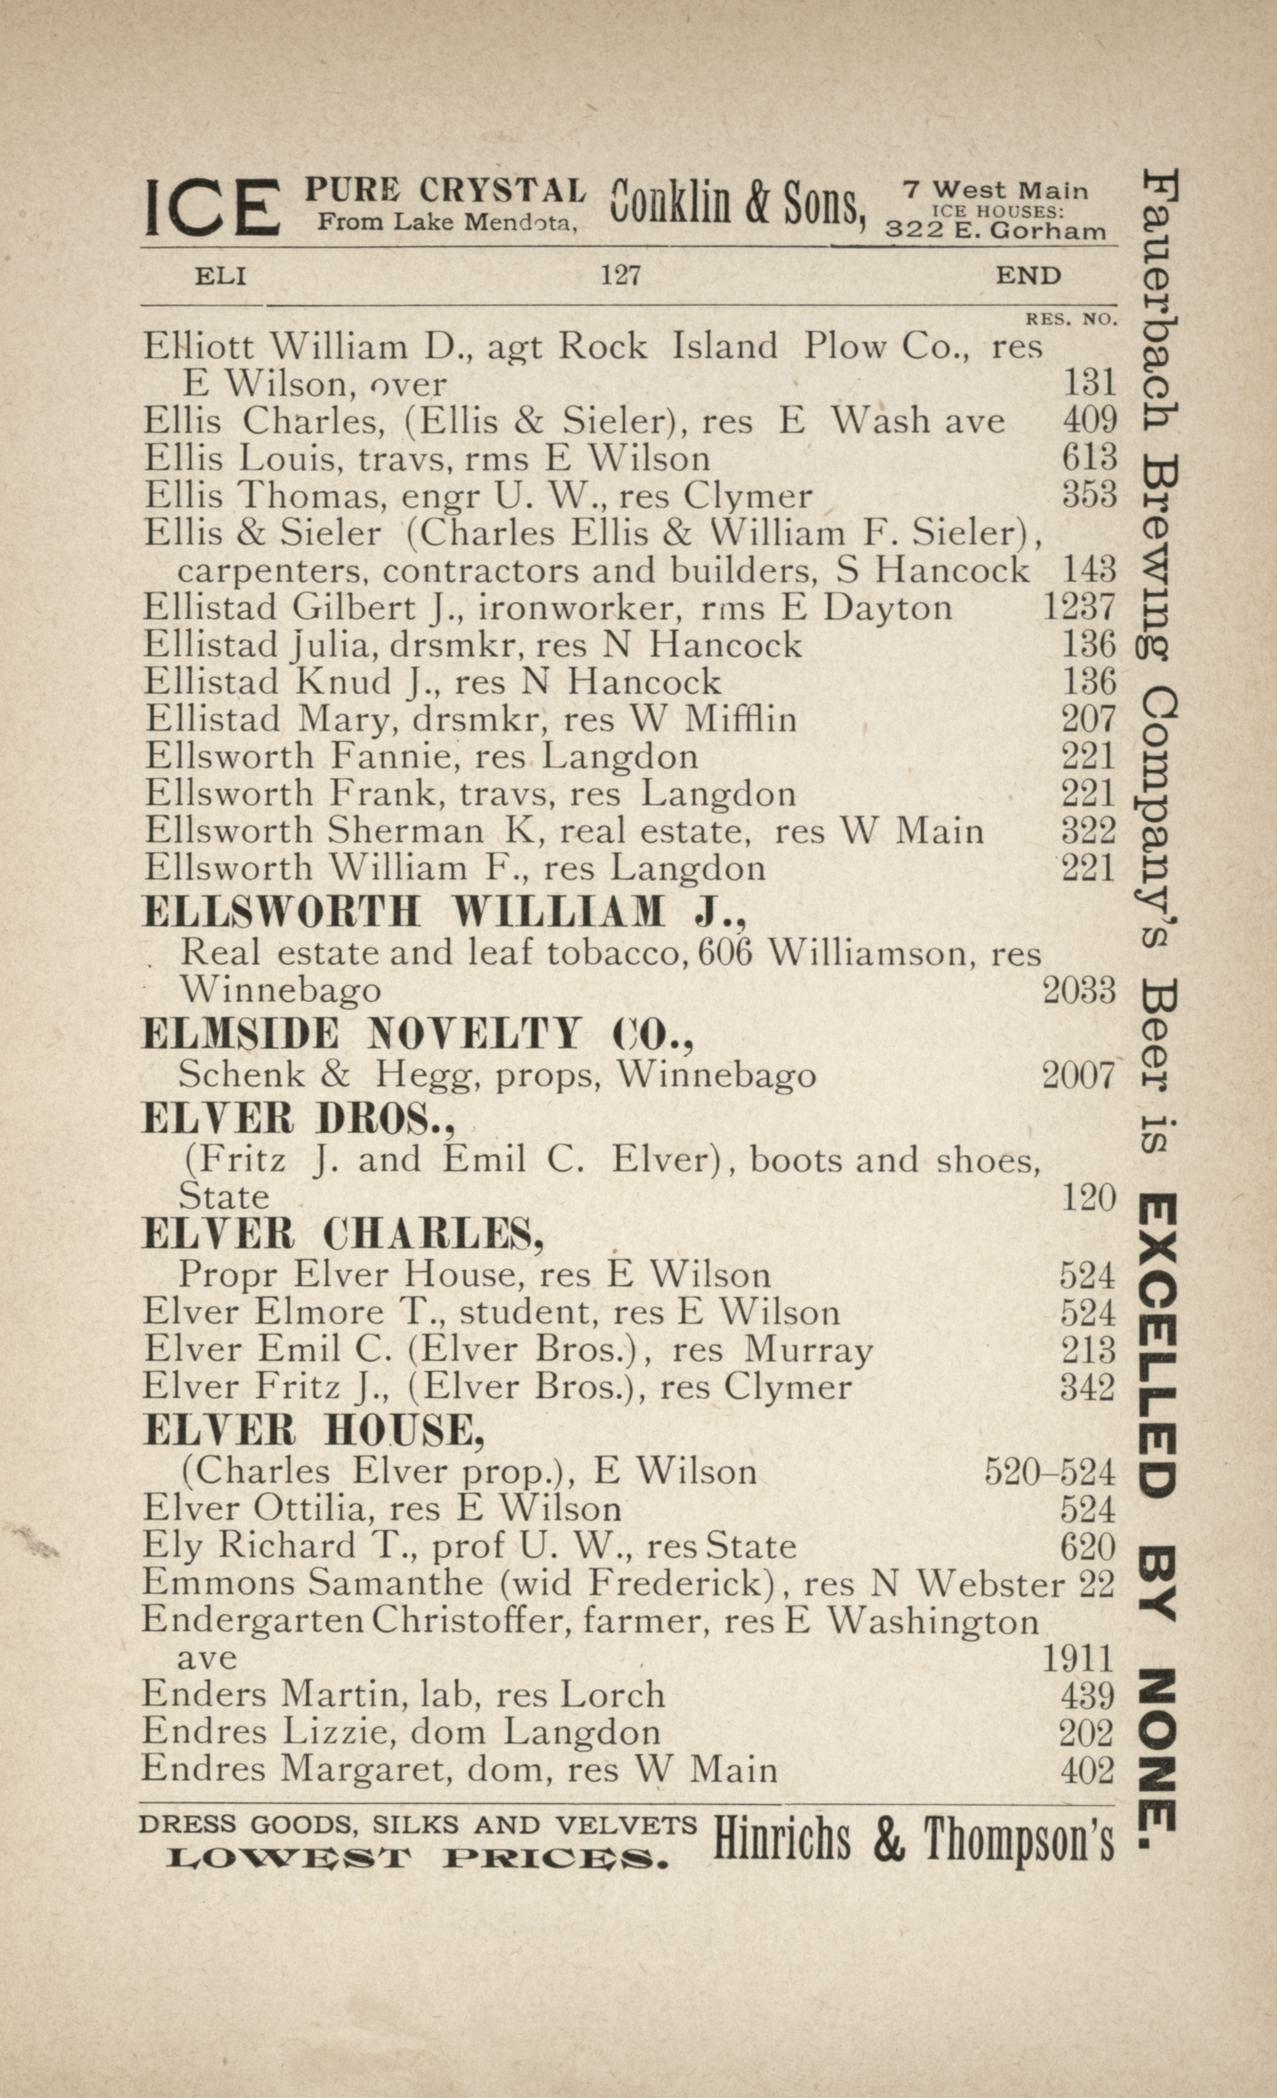 ICE PURE CRYSTAL From Lake Mendota, Conklin & Sons, 7 West Main ICE HOUSES: 322 E. Gorham
ELI 127 END
RES. NO.
Elliott William D., agt Rock Island Plow Co., res
E Wilson, over 131
Ellis Charles, (Ellis & Sieler), res E Wash ave 409
Ellis Louis, travs, rms E Wilson 613
Ellis Thomas, engr U. W., res Clymer 353
Ellis & Sieler (Charles Ellis & William F. Sieler),
carpenters, contractors and builders, S Hancock 143
Ellistad Gilbert J., ironworker, rms E Dayton 1237
Ellistad Julia, drsmkr, res N Hancock 136
Ellistad Knud J., res N Hancock 136
Ellistad Mary, drsmkr, res W Mifflin 207
Ellsworth Fannie, res Langdon 221
Ellsworth Frank, travs, res Langdon 221
Ellsworth Sherman K, real estate, res W Main 322
Ellsworth William F., res Langdon 221
ELLSWORTH WILLIAM J.,
Real estate and leaf tobacco, 606 Williamson, res
Winnebago 2033
ELMSIDE NOVELTY CO.,
Schenk & Hegg, props, Winnebago 2007
ELVER DROS.,
(Fritz J. and Emil C. Elver), boots and shoes,
State 120
ELVER CHARLES,
Propr Elver House, res E Wilson 524
Elver Elmore T., student, res E Wilson 524
Elver Emil C. (Elver Bros.), res Murray 213
Elver Fritz J., (Elver Bros.), res Clymer 342
ELVER HOUSE,
(Charles Elver prop.), E Wilson 520–524
Elver Ottilia, res E Wilson 524
Ely Richard T., prof U. W., res State 620
Emmons Samanthe (wid Frederick), res N Webster 22
Endergarten Christoffer, farmer, res E Washington
ave 1911
Enders Martin, lab, res Lorch 439
Endres Lizzie, dom Langdon 202
Endres Margaret, dom, res W Main 402
DRESS GOODS, SILKS AND VELVETS
LOWEST PRICES. Hinrichs & Thompson's
Fauerbach Brewing Company's Beer is EXCELLED BY NONE.